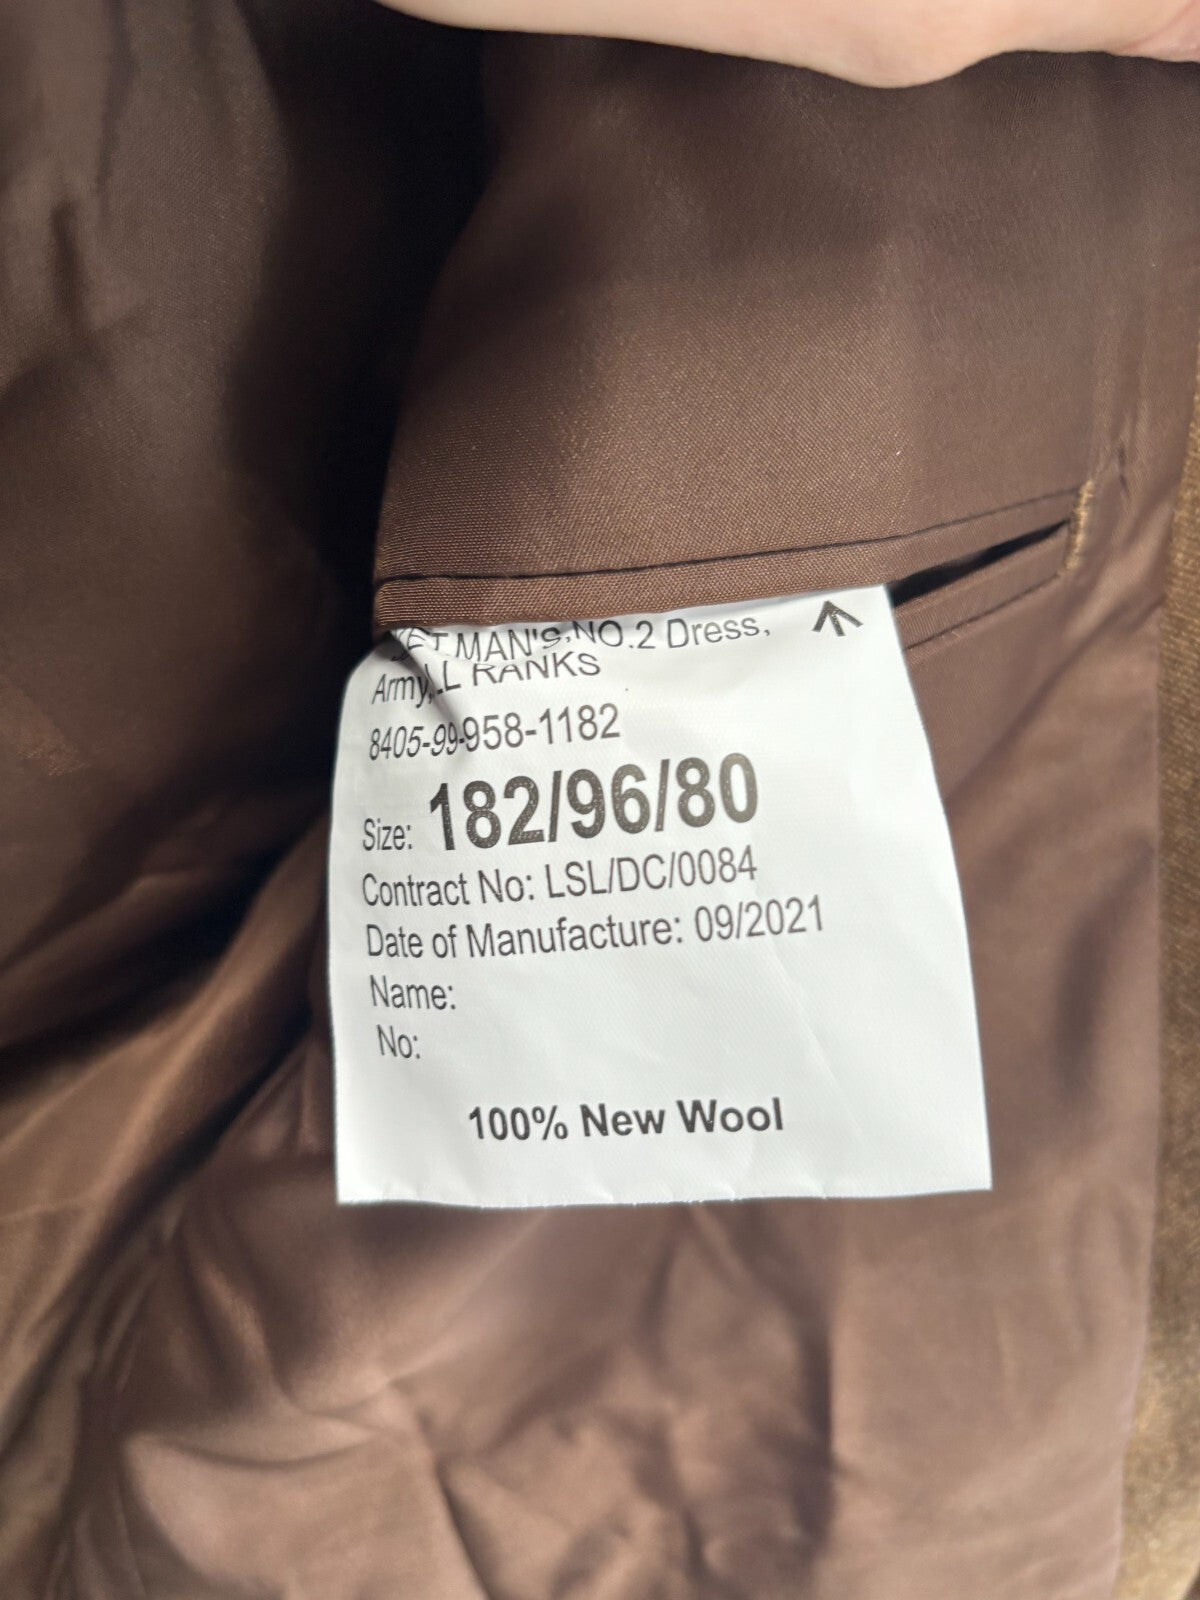 MAN'S, NO.2 Dress,
Army, RANKS
8405-99-958-1182
Size: 182/96/80
Contract No: LSL/DC/0084
Date of Manufacture: 09/2021
Name:
No:
100% New Wool